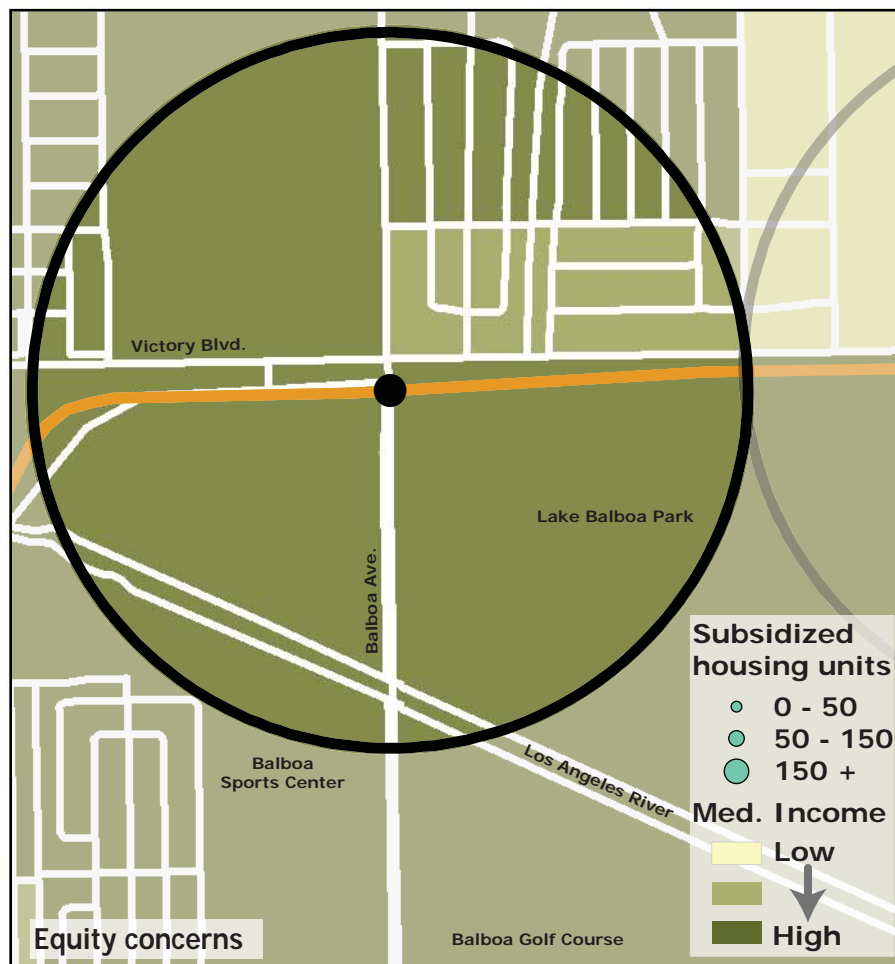 Victory Blvd.
Lake Balboa Park
Balboa Ave.
Balboa
Sports Center
Los Angeles River
Balboa Golf Course
Equity concerns
Subsidized
housing units
0 - 50
50 - 150
150 +
Med. Income
Low
High